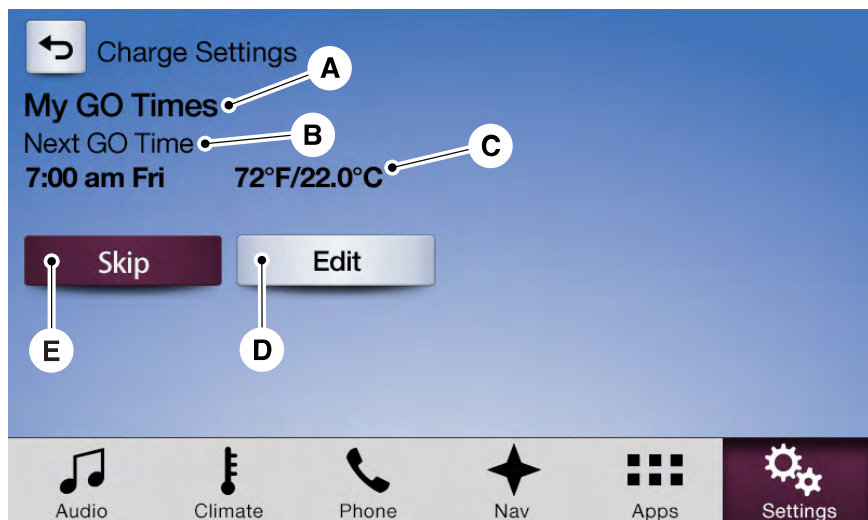 Charge Settings
A
My GO Times
B
Next GO Time
C
7:00 am Fri 72°F/22.0°C
Skip Edit
E D
Audio Climate Phone Nav Apps Settings